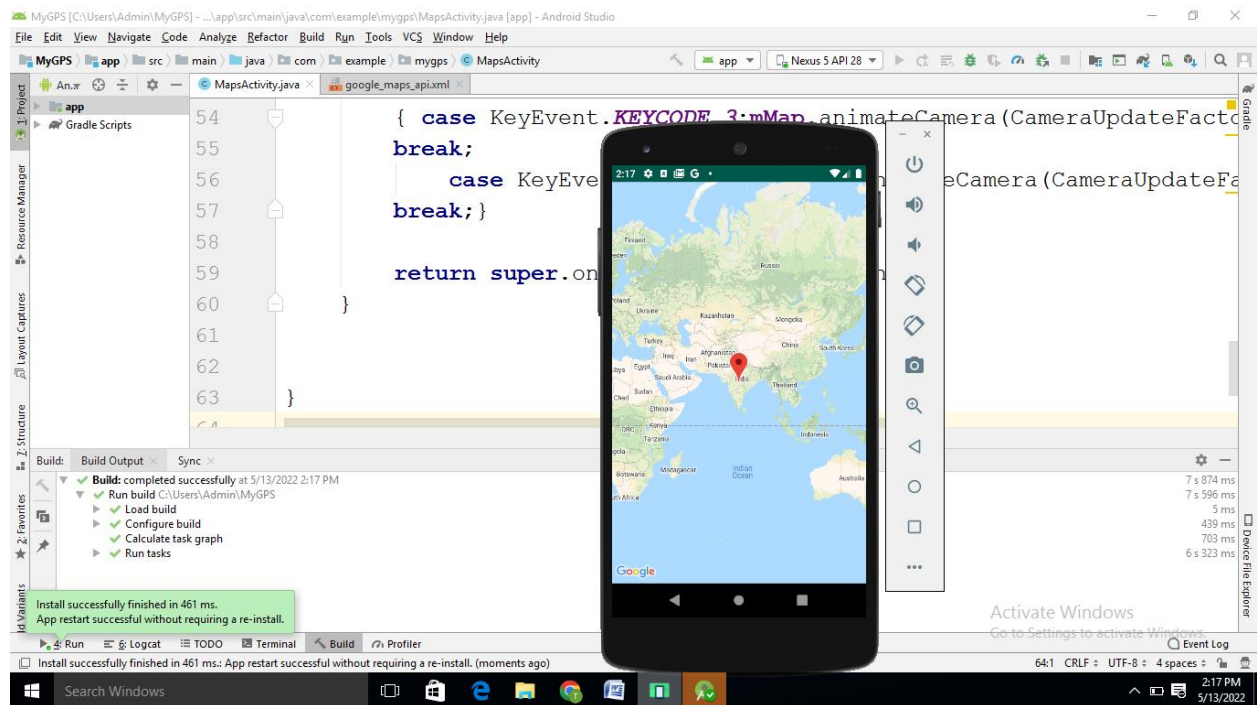 MyGPS [C:\Users\Admin\MyGPS] - ...\app\src\main\java\com\example\mygps\MapsActivity.java [app] - Android Studio
File Edit View Navigate Code Analyze Refactor Build Run Tools VCS Window Help
MyGPS app src main java com example mygps MapsActivity app Nexus 5 API 28
An... MapsActivity.java google_maps_api.xml
1: Project
Resource Manager
Layout Captures
Z: Structure
2: Favorites
Variants
app
Gradle Scripts
54 { case KeyEvent.KEYCODE_3:mMap.animateCamera(CameraUpdateFacto
55 break;
56 case KeyEve eCamera(CameraUpdateFa
57 break;}
58
59 return super.on
60 }
61
62
63 }
64
2:17 G
Finland
Russia
Poland
Ukraine
Kazakhstan
Mongolia
Turkey
China
South Korea
Iraq
Iran
Afghanistan
Pakista
Egypt
Saudi Arabia
India
Thailand
Chad
Sudan
Ethiopia
DRC
Kenya
Indonesia
Tanzania
Botswana
Madagascar
Indian
Ocean
Australia
Google
Gradle
Device File Explorer
Build: Build Output Sync
Build: completed successfully at 5/13/2022 2:17 PM 7 s 874 ms
Run build C:\Users\Admin\MyGPS 7 s 596 ms
Load build 5 ms
Configure build 439 ms
Calculate task graph 703 ms
Run tasks 6 s 323 ms
Install successfully finished in 461 ms.
App restart successful without requiring a re-install.
Activate Windows
Go to Settings to activate Windows.
4: Run 6: Logcat TODO Terminal Build Profiler Event Log
Install successfully finished in 461 ms.: App restart successful without requiring a re-install. (moments ago) 64:1 CRLF UTF-8 4 spaces
Search Windows
2:17 PM
5/13/2022